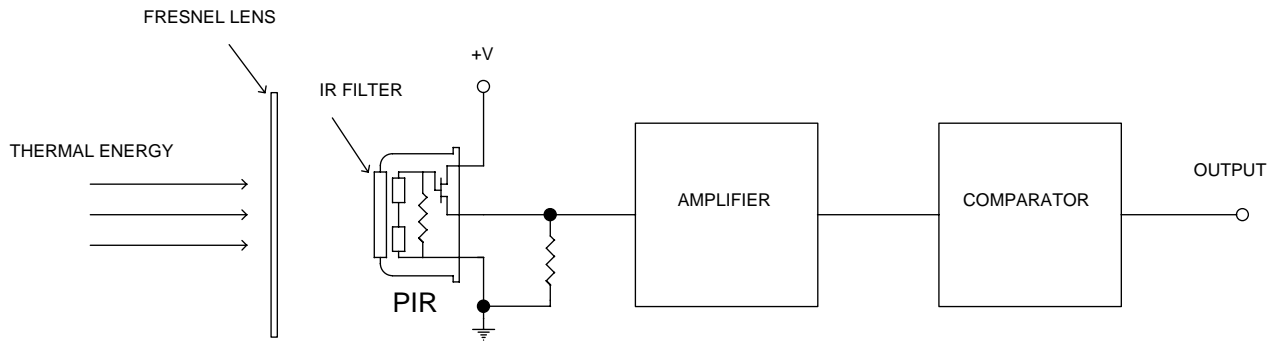 FRESNEL LENS
+V
IR FILTER
THERMAL ENERGY
OUTPUT
AMPLIFIER
COMPARATOR
PIR